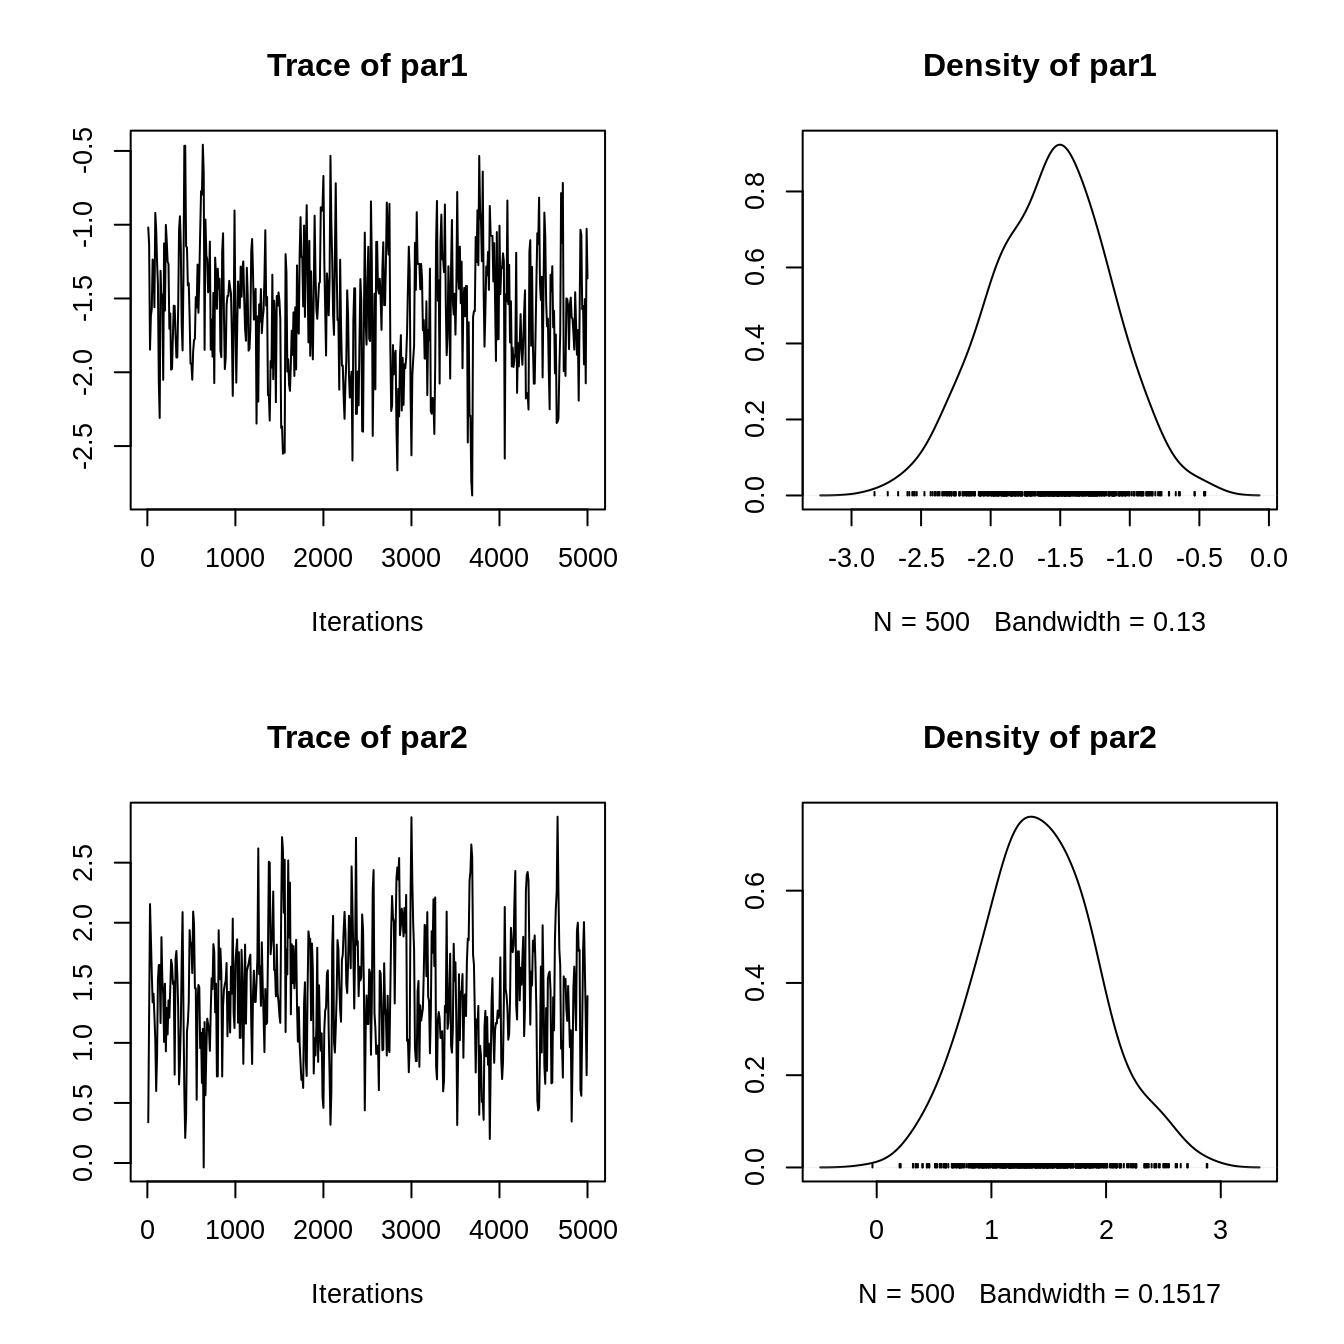 Trace of par1
-0.5
-1.0
-1.5
-2.0
-2.5
0 1000 2000 3000 4000 5000
Iterations
Density of par1
0.8
0.6
0.4
0.2
0.0
-3.0 -2.5 -2.0 -1.5 -1.0 -0.5 0.0
N = 500 Bandwidth = 0.13
Trace of par2
2.5
2.0
1.5
1.0
0.5
0.0
0 1000 2000 3000 4000 5000
Iterations
Density of par2
0.6
0.4
0.2
0.0
0 1 2 3
N = 500 Bandwidth = 0.1517